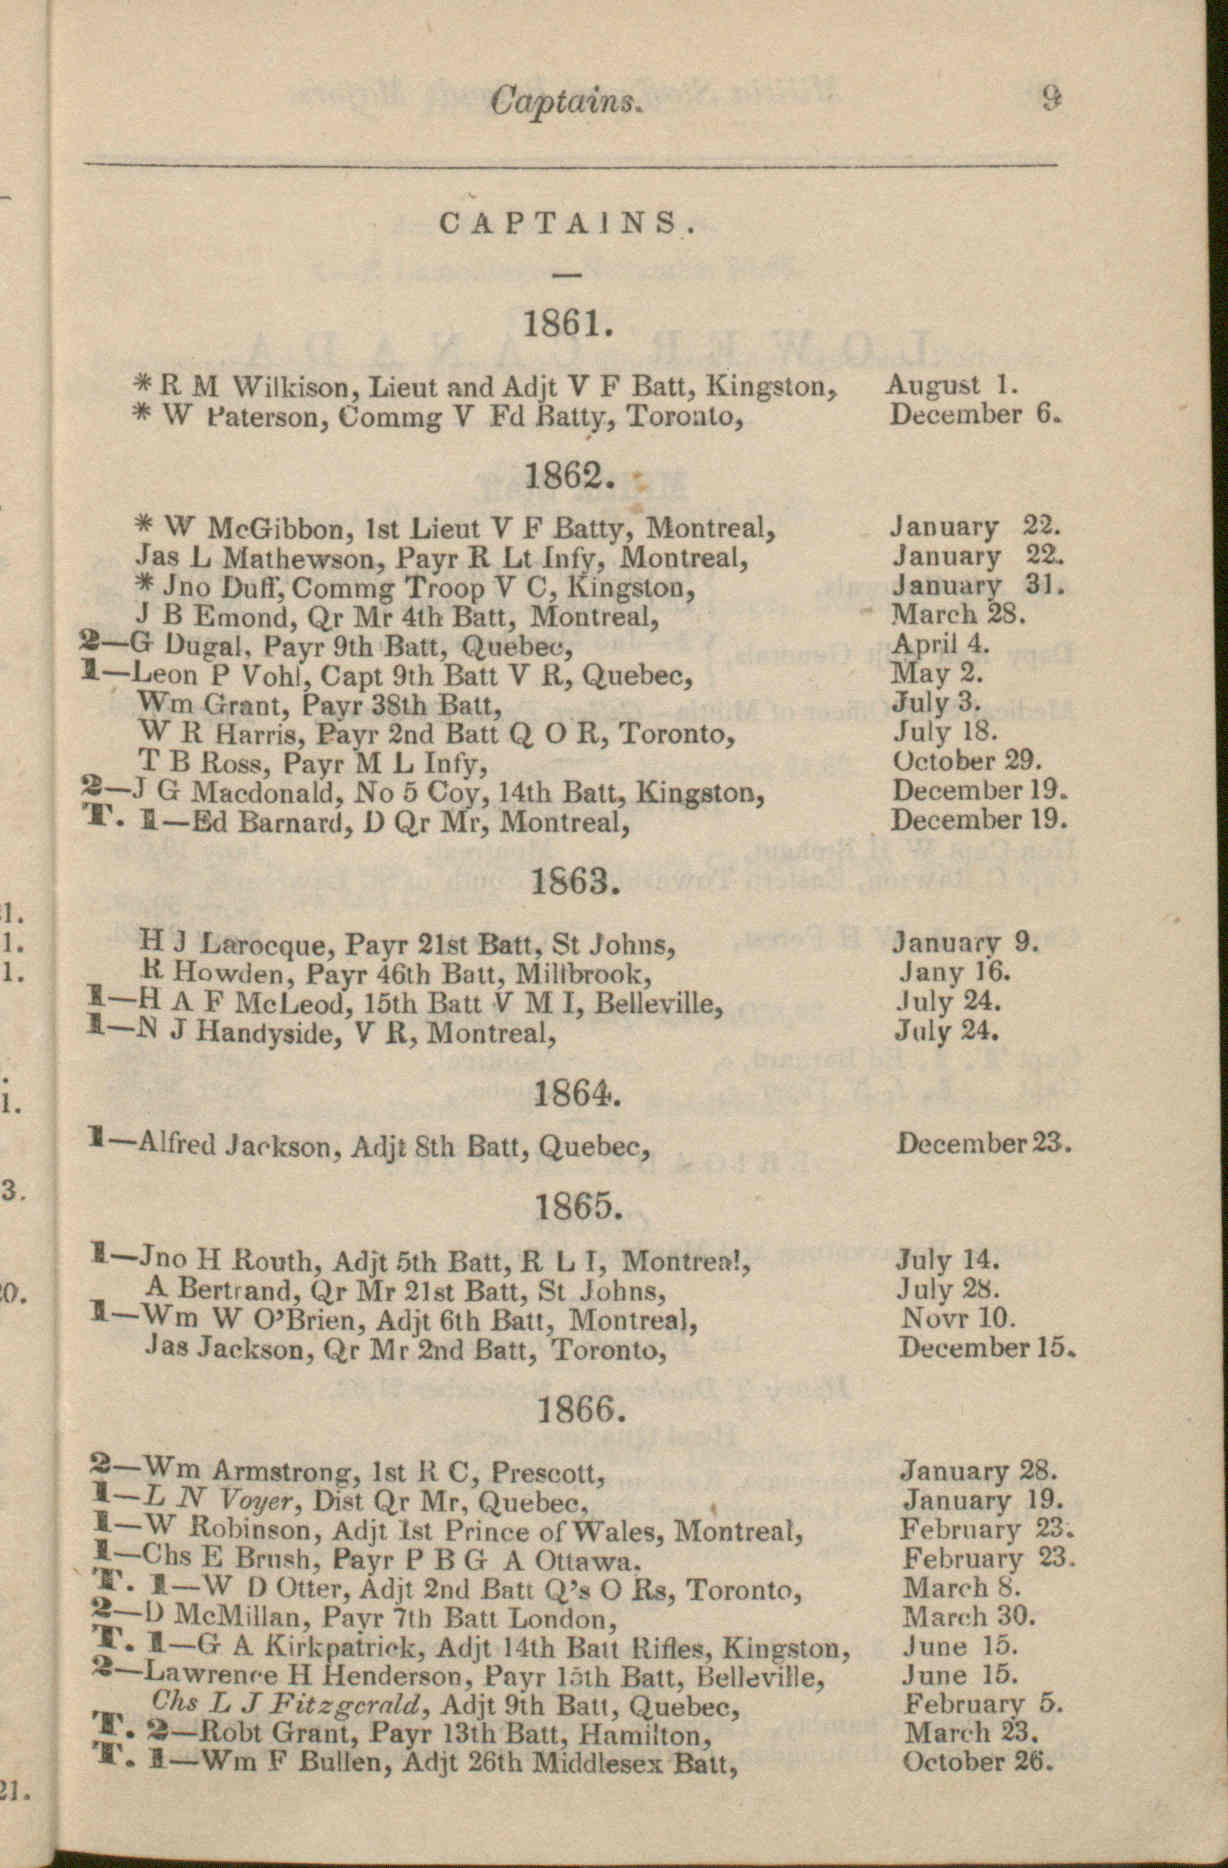 Captains. 9
CAPTAINS.
1861.
*R M Wilkison, Lieut and Adjt V F Batt, Kingston, August 1.
* W Paterson, Commg V Fd Batty, Toronto, December 6.
1862.
* W McGibbon, 1st Lieut V F Batty, Montreal, January 22.
Jas L Mathewson, Payr R Lt Infy, Montreal, January 22.
* Jno Duff, Commg Troop V C, Kingston, January 31.
J B Emond, Qr Mr 4th Batt, Montreal, March 28.
2—G Dugal, Payr 9th Batt, Quebec, April 4.
1—Leon P Vohl, Capt 9th Batt V R, Quebec, May 2.
Wm Grant, Payr 38th Batt, July 3.
W R Harris, Payr 2nd Batt Q O R, Toronto, July 18.
T B Ross, Payr M L Infy, October 29.
2—J G Macdonald, No 5 Coy, 14th Batt, Kingston, December 19.
T. 1—Ed Barnard, D Qr Mr, Montreal, December 19.
1863.
H J Larocque, Payr 21st Batt, St Johns, January 9.
R Howden, Payr 46th Batt, Millbrook, Jany 16.
1—H A F McLeod, 15th Batt V M I, Belleville, July 24.
1—N J Handyside, V R, Montreal, July 24.
1864.
1—Alfred Jackson, Adjt 8th Batt, Quebec, December 23.
1865.
1—Jno H Routh, Adjt 5th Batt, R L I, Montreal, July 14.
A Bertrand, Qr Mr 21st Batt, St Johns, July 28.
1—Wm W O'Brien, Adjt 6th Batt, Montreal, Novr 10.
Jas Jackson, Qr Mr 2nd Batt, Toronto, December 15.
1866.
2—Wm Armstrong, 1st R C, Prescott, January 28.
1—L N Voyer, Dist Qr Mr, Quebec, January 19.
1—W Robinson, Adjt 1st Prince of Wales, Montreal, February 23.
1—Chs E Brush, Payr P B G A Ottawa. February 23.
T. 1—W D Otter, Adjt 2nd Batt Q's O Rs, Toronto, March 8.
2—D McMillan, Payr 7th Batt London, March 30.
T. 1—G A Kirkpatrick, Adjt 14th Batt Rifles, Kingston, June 15.
2—Lawrence H Henderson, Payr 15th Batt, Belleville, June 15.
Chs L J Fitzgerald, Adjt 9th Batt, Quebec, February 5.
T. 2—Robt Grant, Payr 13th Batt, Hamilton, March 23.
T. 1—Wm F Bullen, Adjt 26th Middlesex Batt, October 26.